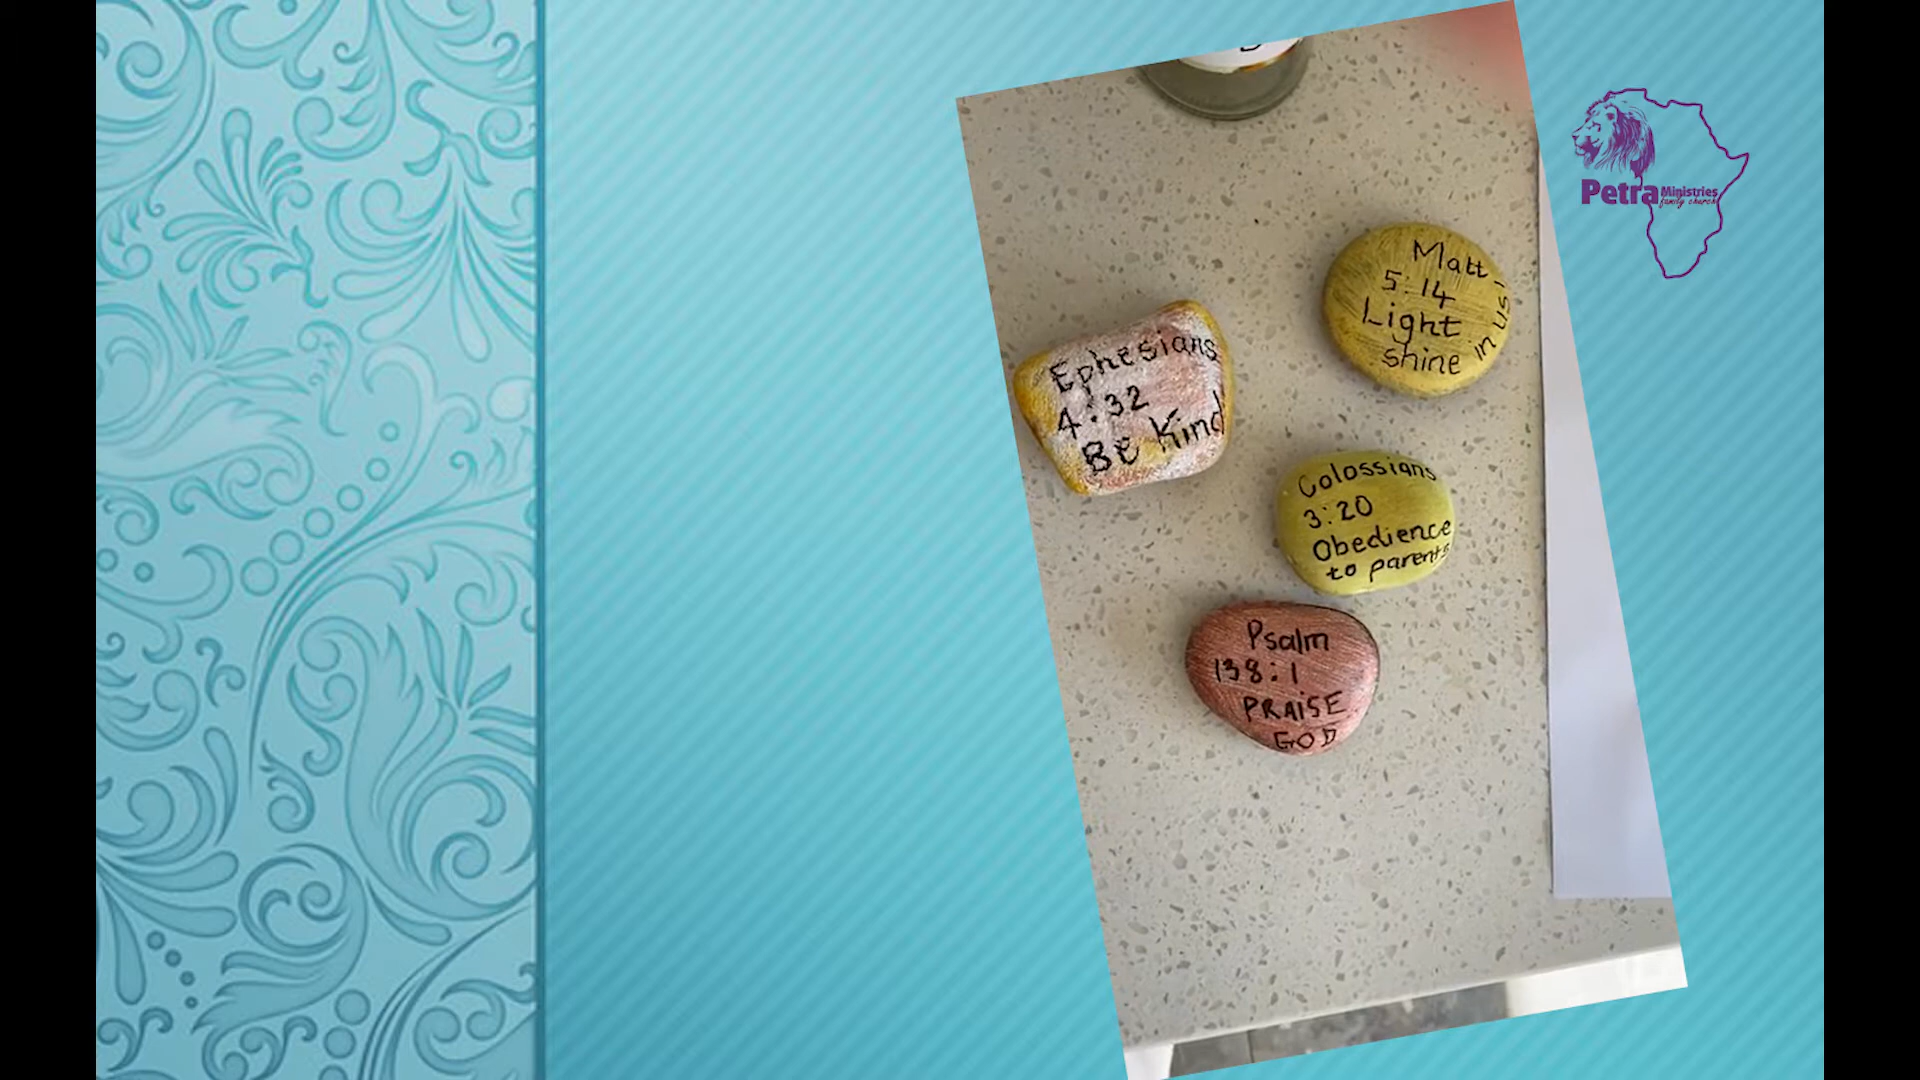 Petra Ministries
family church
Matt
5:14
Light
shine in us!
Ephesians
4:32
Be Kind
Colossians
3:20
Obedience
to parents
Psalm
138:1
PRAISE
GOD